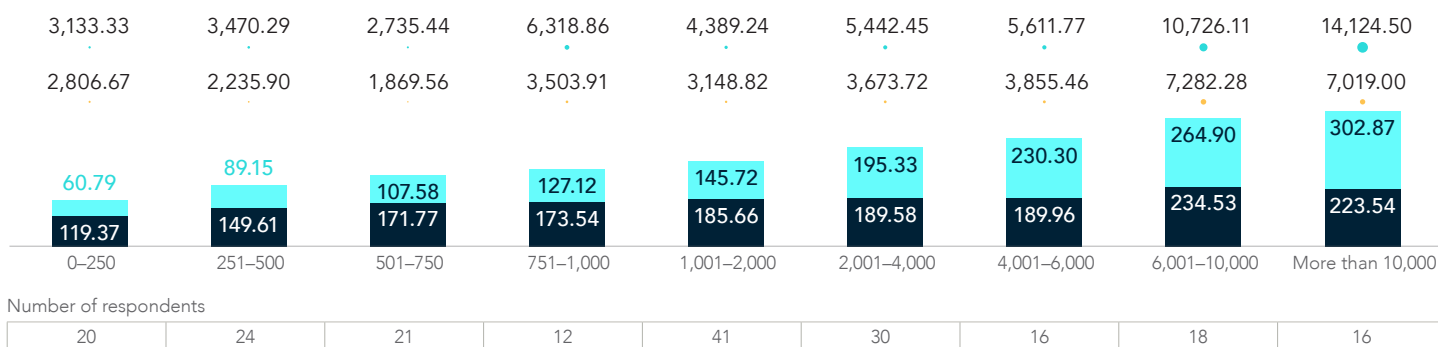 3,133.33 3,470.29 2,735.44 6,318.86 4,389.24 5,442.45 5,611.77 10,726.11 14,124.50
2,806.67 2,235.90 1,869.56 3,503.91 3,148.82 3,673.72 3,855.46 7,282.28 7,019.00
60.79 89.15 107.58 127.12 145.72 195.33 230.30 264.90 302.87
119.37 149.61 171.77 173.54 185.66 189.58 189.96 234.53 223.54
0–250 251–500 501–750 751–1,000 1,001–2,000 2,001–4,000 4,001–6,000 6,001–10,000 More than 10,000
Number of respondents
20 24 21 12 41 30 16 18 16